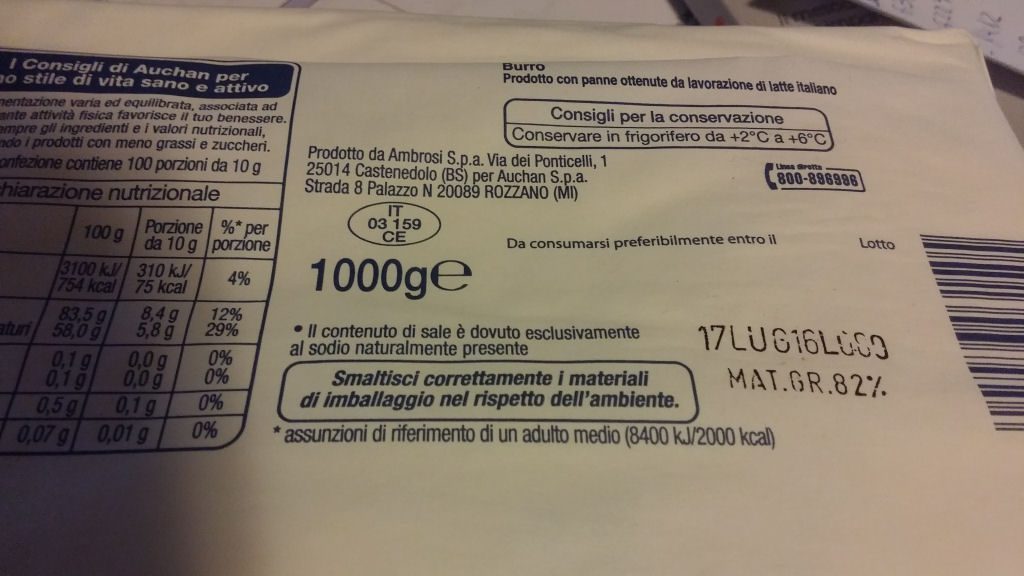 I Consigli di Auchan per
stile di vita sano e attivo
varia ed equilibrata, associata ad
attività fisica favorisce il tuo benessere.
gli ingredienti e i valori nutrizionali,
i prodotti con meno grassi e zuccheri.
contiene 100 porzioni da 10 g
nutrizionale
100 g Porzione da 10 g %* per porzione
3100 kJ/ 310 kJ/ 4%
754 kcal 75 kcal
83,5 g 8,4 g 12%
58,0 g 5,8 g 29%
0,1 g 0,0 g 0%
0,1 g 0,0 g 0%
0,5 g 0,1 g 0%
0,07 g 0,01 g 0%
Burro
Prodotto con panne ottenute da lavorazione di latte italiano
Consigli per la conservazione
Conservare in frigorifero da +2°C a +6°C
Prodotto da Ambrosi S.p.a. Via dei Ponticelli, 1
25014 Castenedolo (BS) per Auchan S.p.a.
Strada 8 Palazzo N 20089 ROZZANO (MI)
Linea diretta
800-896996
IT
03 159
CE
Da consumarsi preferibilmente entro il Lotto
1000g e
• Il contenuto di sale è dovuto esclusivamente
al sodio naturalmente presente
17LUG16
MAT.GR.82%
Smaltisci correttamente i materiali
di imballaggio nel rispetto dell'ambiente.
* assunzioni di riferimento di un adulto medio (8400 kJ/2000 kcal)